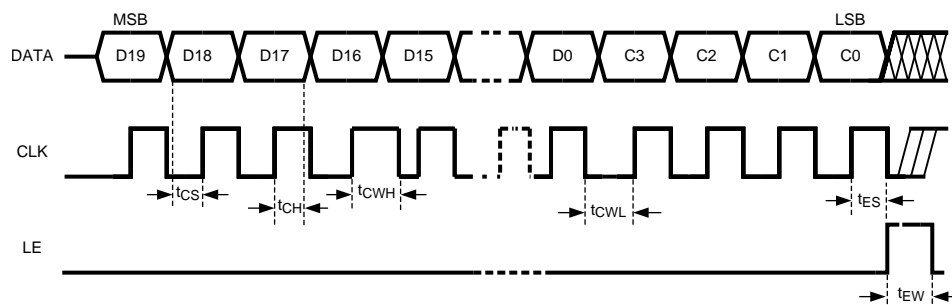 MSB LSB
DATA D19 D18 D17 D16 D15 D0 C3 C2 C1 C0
CLK
tCS tCH tCWH tCWL tES
LE
tEW